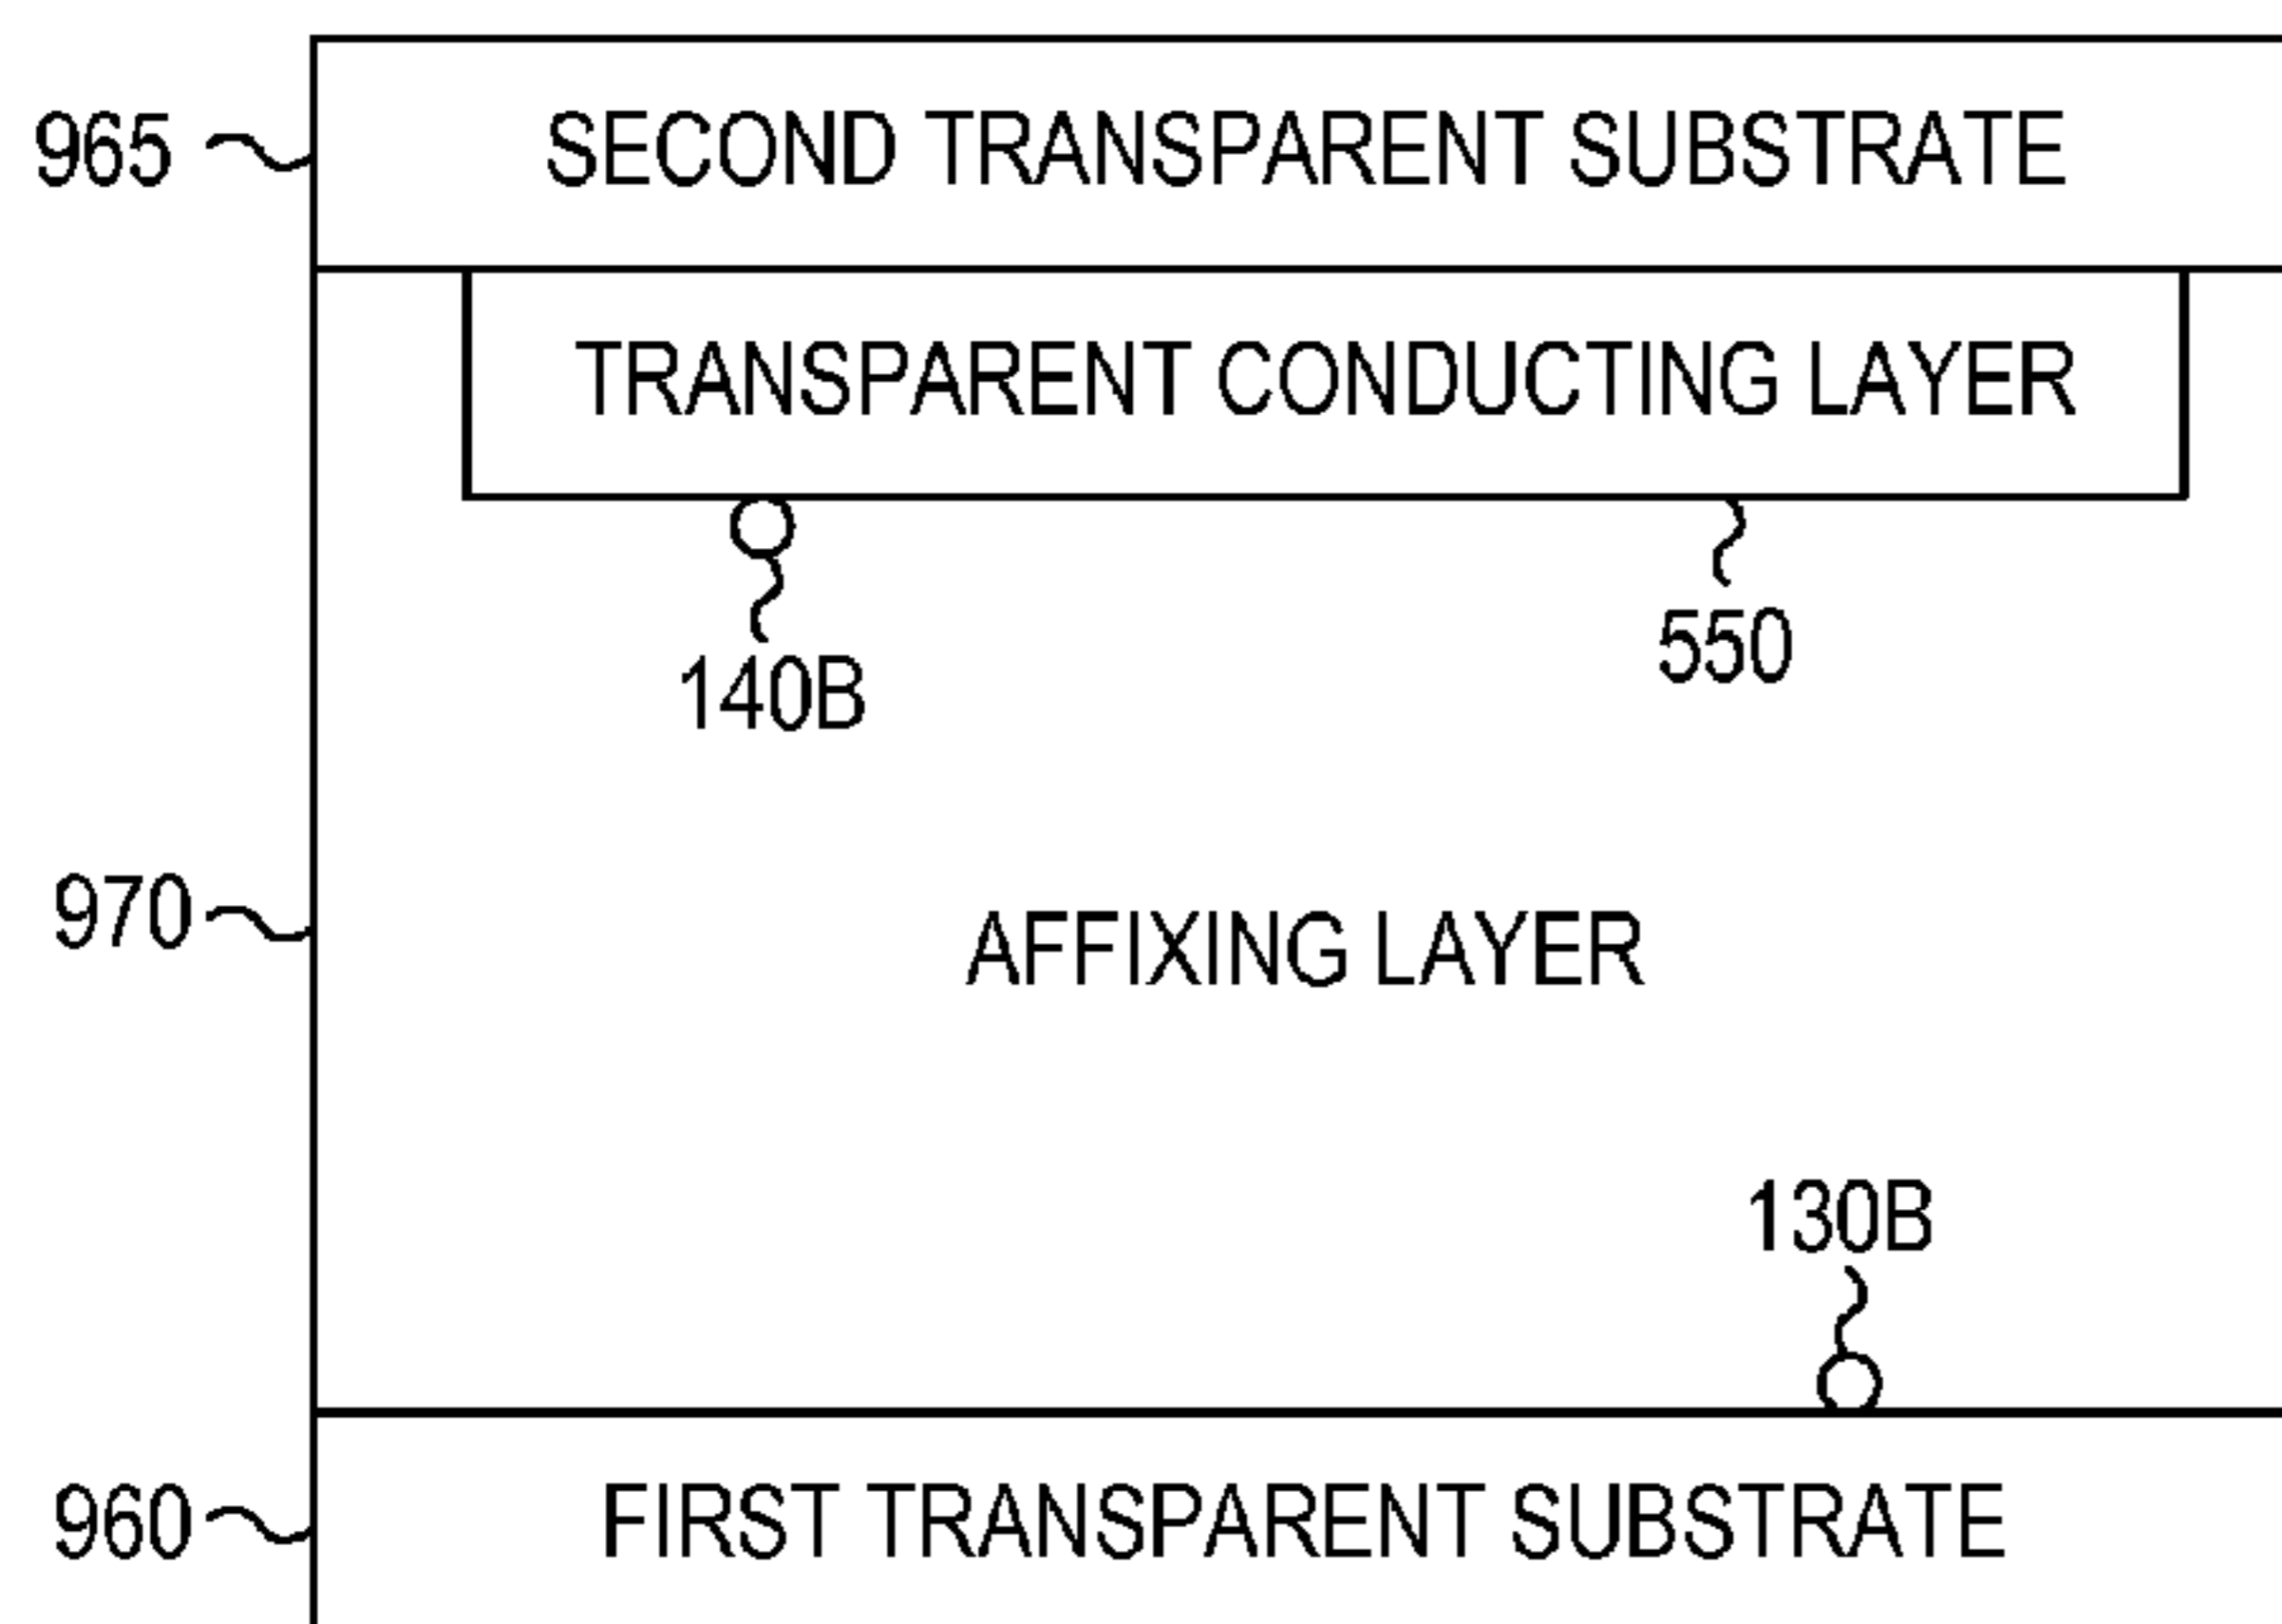 965 SECOND TRANSPARENT SUBSTRATE
TRANSPARENT CONDUCTING LAYER
550
140B
970 AFFIXING LAYER
130B
960 FIRST TRANSPARENT SUBSTRATE